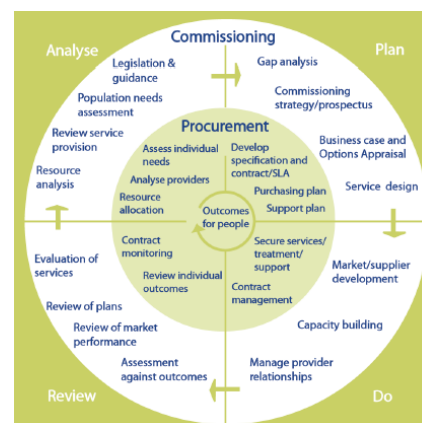 Analyse
Commissioning
Plan
Legislation &
guidance
Population needs
assessment
Review service
provision
Resource
analysis
Gap analysis
Commissioning
strategy/prospectus
Business case and
Options Appraisal
Service design
Procurement
Assess individual
needs
Analyse providers
Resource
allocation
Develop
specification and
contract/SLA
Purchasing plan
Support plan
Outcomes
for people
Contract
monitoring
Review individual
outcomes
Secure services/
treatment/
support
Contract
management
Evaluation of
services
Review of plans
Review of market
performance
Assessment
against outcomes
Market/supplier
development
Capacity building
Manage provider
relationships
Review
Do